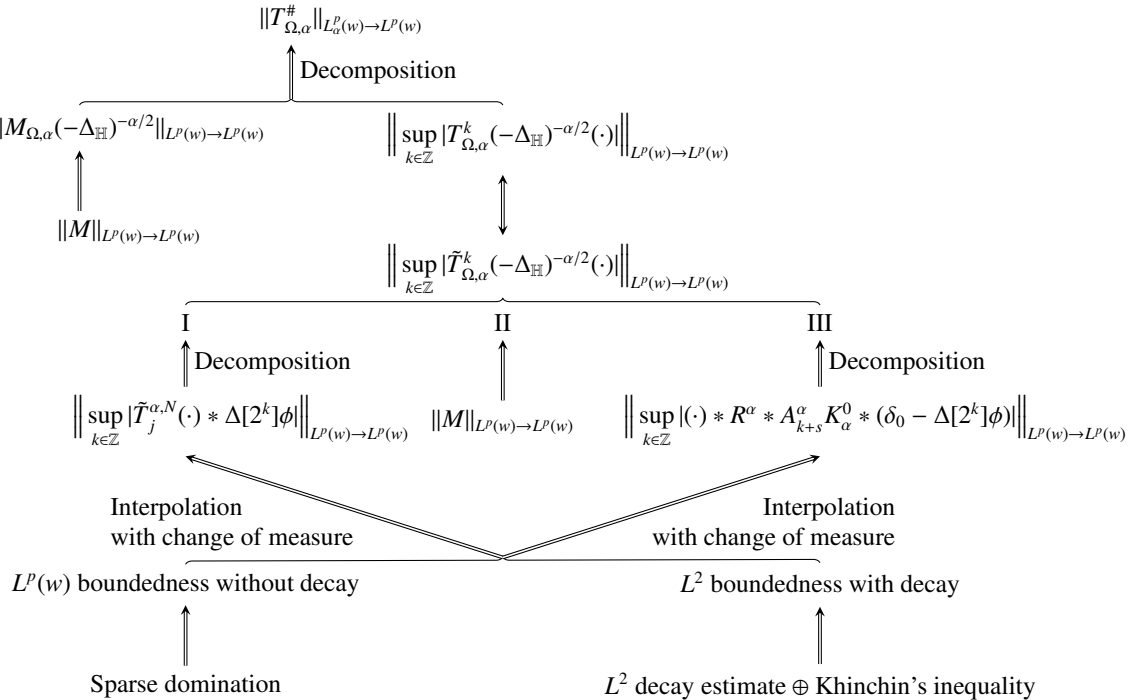 ‖T^#_{Ω,α}‖_{L^p_α(w)→L^p(w)}
Decomposition
|M_{Ω,α}(−Δ_ℍ)^{−α/2}‖_{L^p(w)→L^p(w)}
‖ sup_{k∈ℤ} |T^k_{Ω,α}(−Δ_ℍ)^{−α/2}(·)| ‖_{L^p(w)→L^p(w)}
‖M‖_{L^p(w)→L^p(w)}
‖ sup_{k∈ℤ} |T̃^k_{Ω,α}(−Δ_ℍ)^{−α/2}(·)| ‖_{L^p(w)→L^p(w)}
I II III
Decomposition Decomposition
‖ sup_{k∈ℤ} |T̃^{α,N}_j(·) ∗ Δ[2^k]ϕ| ‖_{L^p(w)→L^p(w)} ‖M‖_{L^p(w)→L^p(w)} ‖ sup_{k∈ℤ} |(·) ∗ R^α ∗ A^α_{k+s} K^0_α ∗ (δ_0 − Δ[2^k]ϕ)| ‖_{L^p(w)→L^p(w)}
Interpolation Interpolation
with change of measure with change of measure
L^p(w) boundedness without decay L^2 boundedness with decay
Sparse domination L^2 decay estimate ⊕ Khinchin's inequality